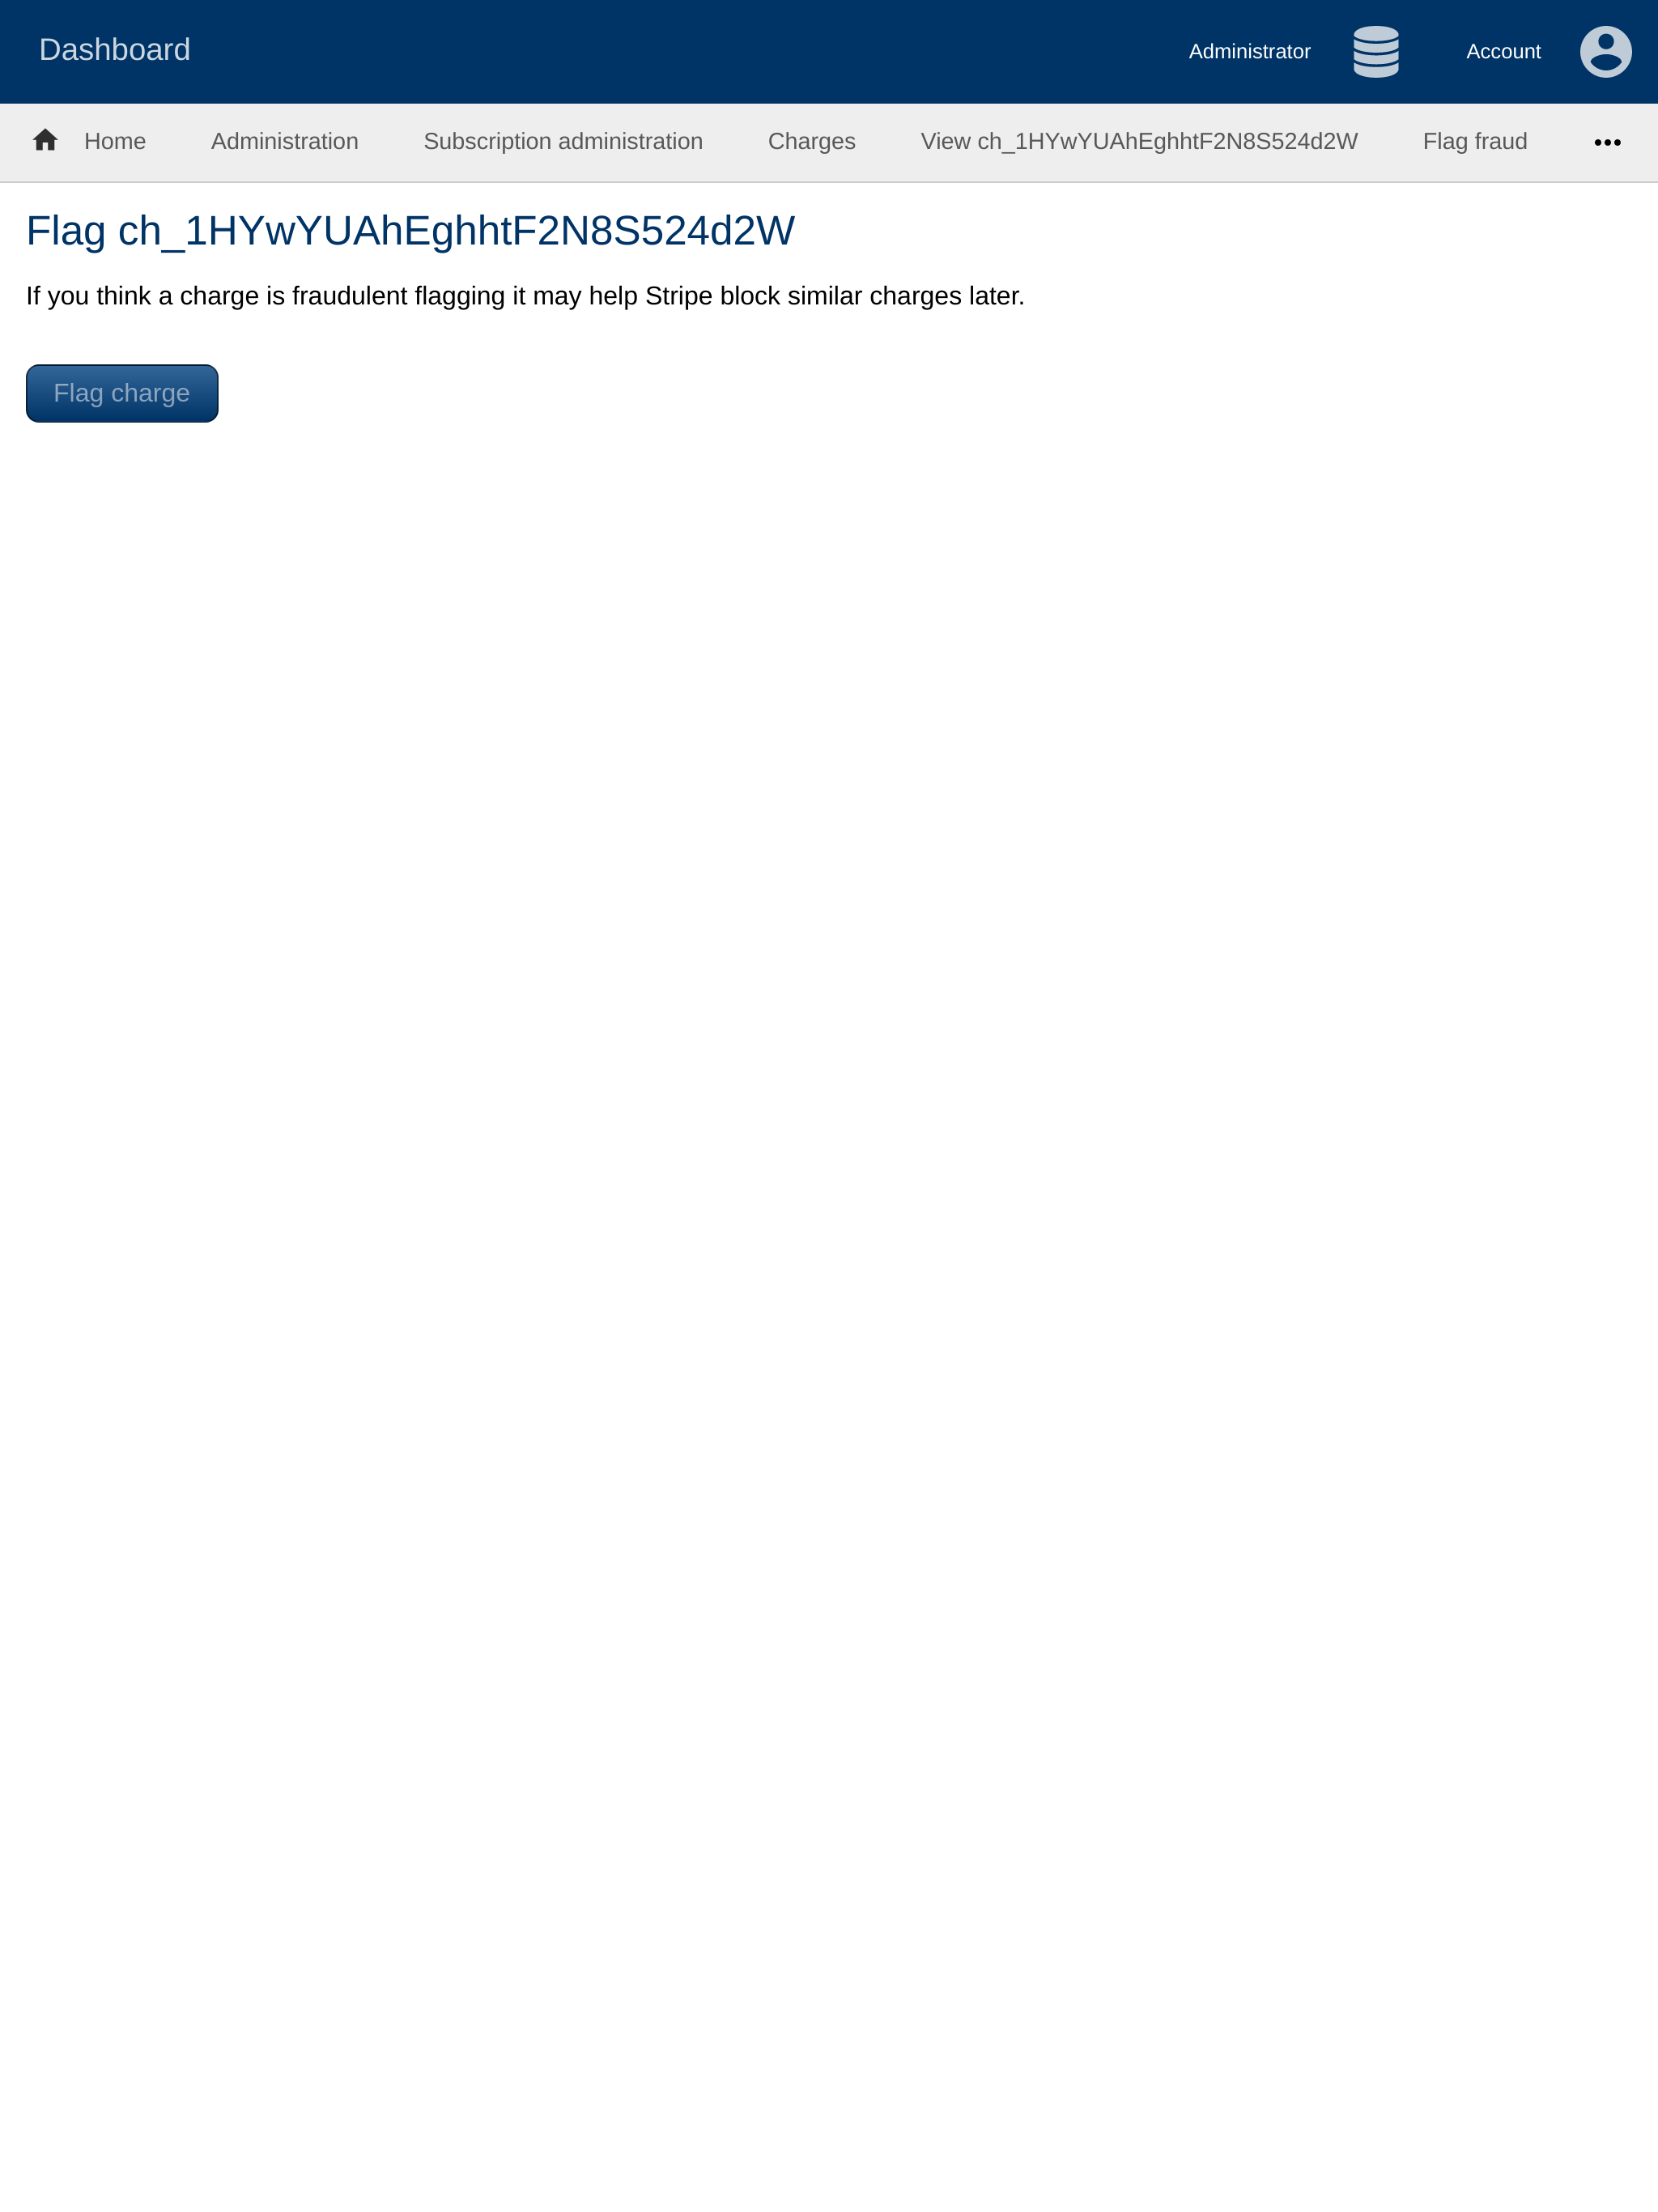 Dashboard
Administrator
Account
Home
Administration
Subscription administration
Charges
View ch_1HYwYUAhEghhtF2N8S524d2W
Flag fraud
Flag ch_1HYwYUAhEghhtF2N8S524d2W
If you think a charge is fraudulent flagging it may help Stripe block similar charges later.
Flag charge